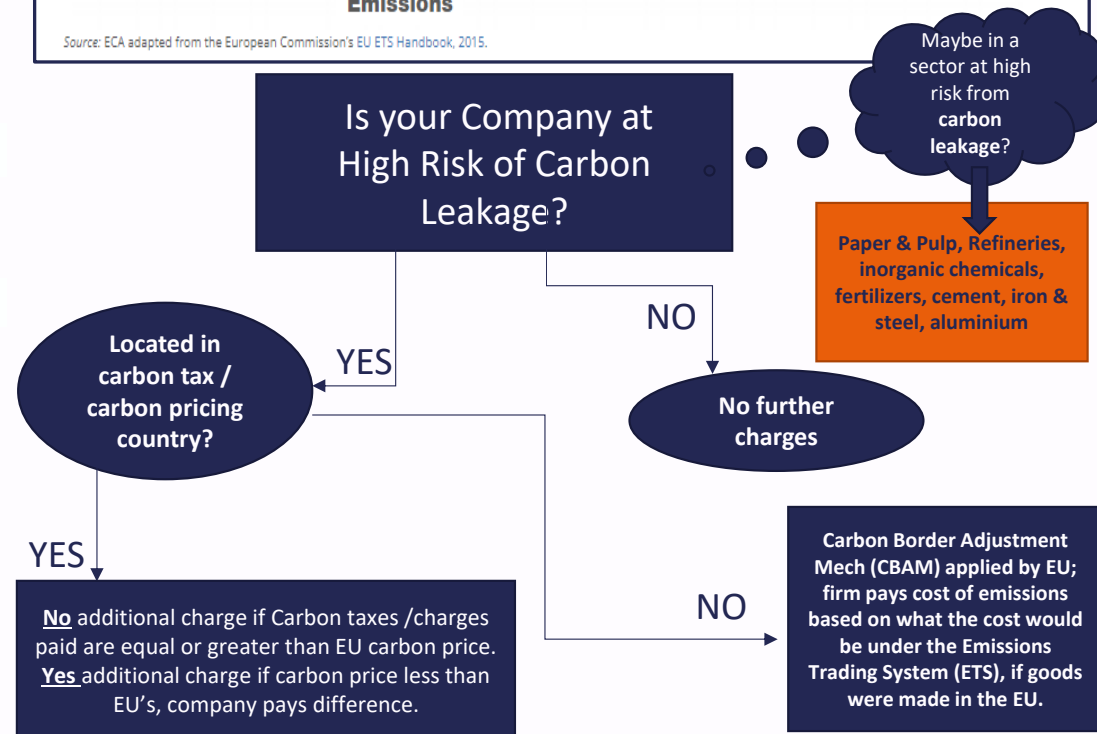 Emissions
Source: ECA adapted from the European Commission's EU ETS Handbook, 2015.
Maybe in a
sector at high
risk from
carbon
leakage?
Is your Company at
High Risk of Carbon
Leakage?
Paper & Pulp, Refineries,
inorganic chemicals,
fertilizers, cement, iron &
steel, aluminium
NO
YES
Located in
carbon tax /
carbon pricing
country?
No further
charges
YES
No additional charge if Carbon taxes /charges
paid are equal or greater than EU carbon price.
Yes additional charge if carbon price less than
EU's, company pays difference.
NO
Carbon Border Adjustment
Mech (CBAM) applied by EU;
firm pays cost of emissions
based on what the cost would
be under the Emissions
Trading System (ETS), if goods
were made in the EU.